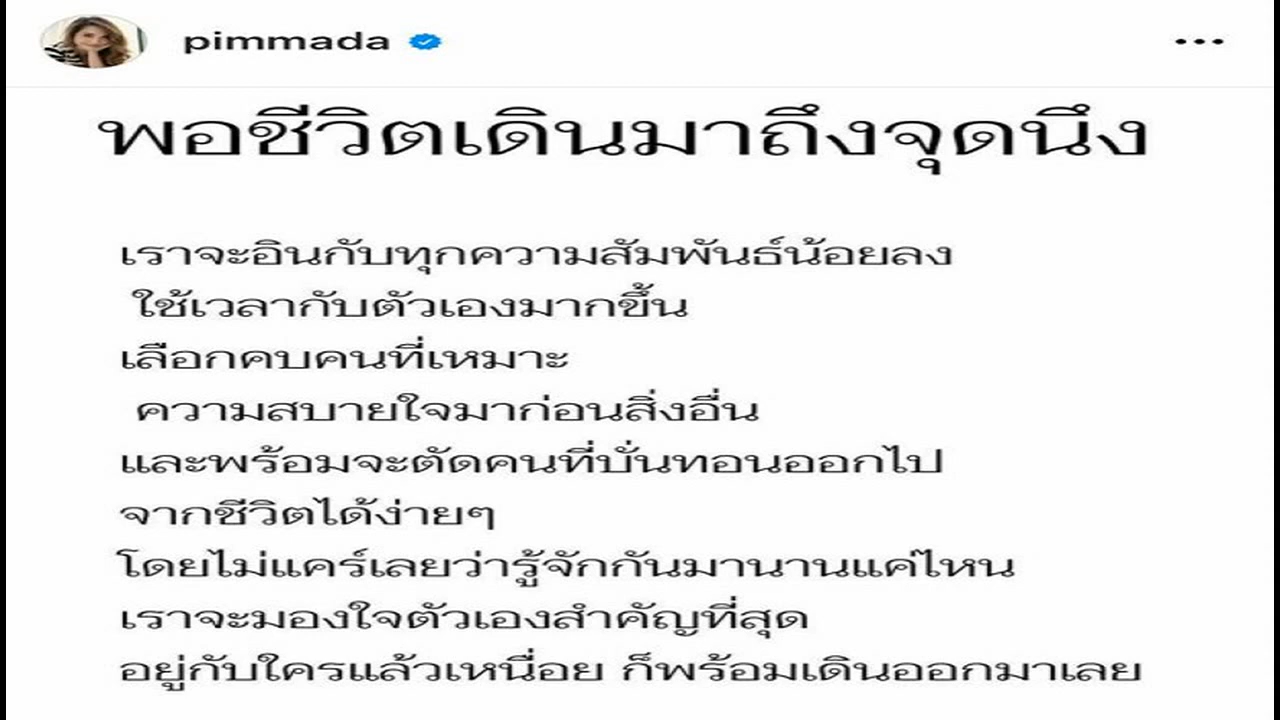 pimmada
พอชีวิตเดินมาถึงจุดนึง
เราจะอินกับทุกความสัมพันธ์น้อยลง
ใช้เวลากับตัวเองมากขึ้น
เลือกคบคนที่เหมาะ
ความสบายใจมาก่อนสิ่งอื่น
และพร้อมจะตัดคนที่บั่นทอนออกไป
จากชีวิตได้ง่ายๆ
โดยไม่แคร์เลยว่ารู้จักกันมานานแค่ไหน
เราจะมองใจตัวเองสำคัญที่สุด
อยู่กับใครแล้วเหนื่อย ก็พร้อมเดินออกมาเลย